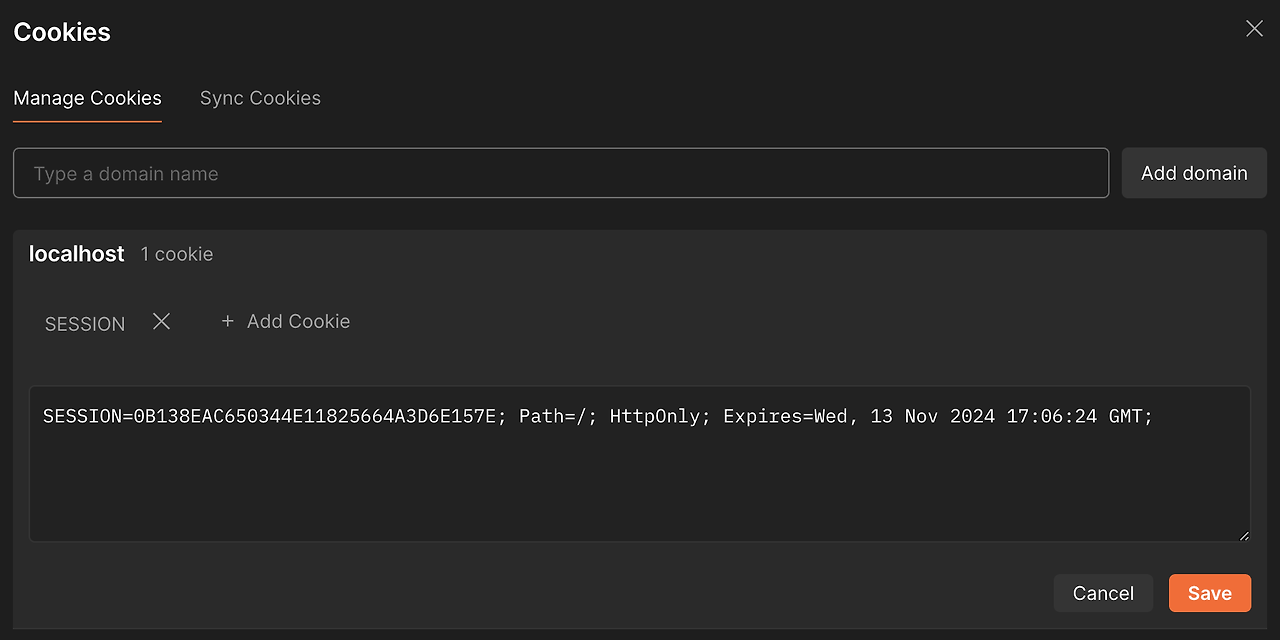 Cookies
Manage Cookies Sync Cookies
Type a domain name Add domain
localhost 1 cookie
SESSION + Add Cookie
SESSION=0B138EAC650344E11825664A3D6E157E; Path=/; HttpOnly; Expires=Wed, 13 Nov 2024 17:06:24 GMT;
Cancel Save